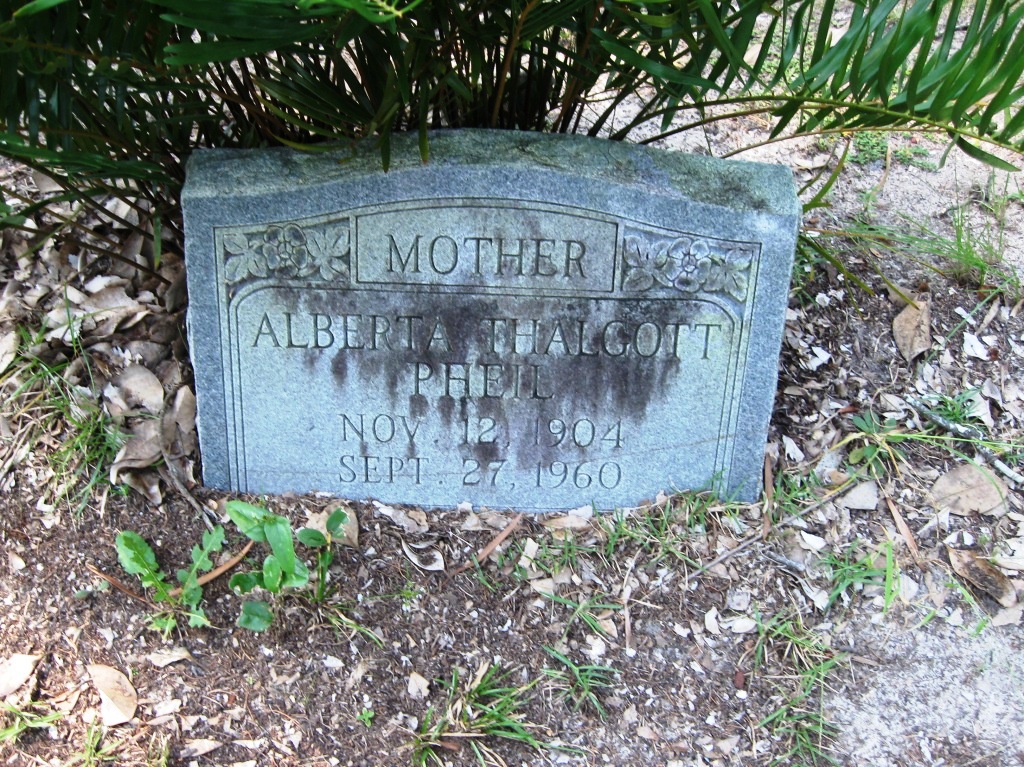 MOTHER
ALBERTA THALGOTT
PHEIL
NOV. 12, 1904
SEPT. 27, 1960